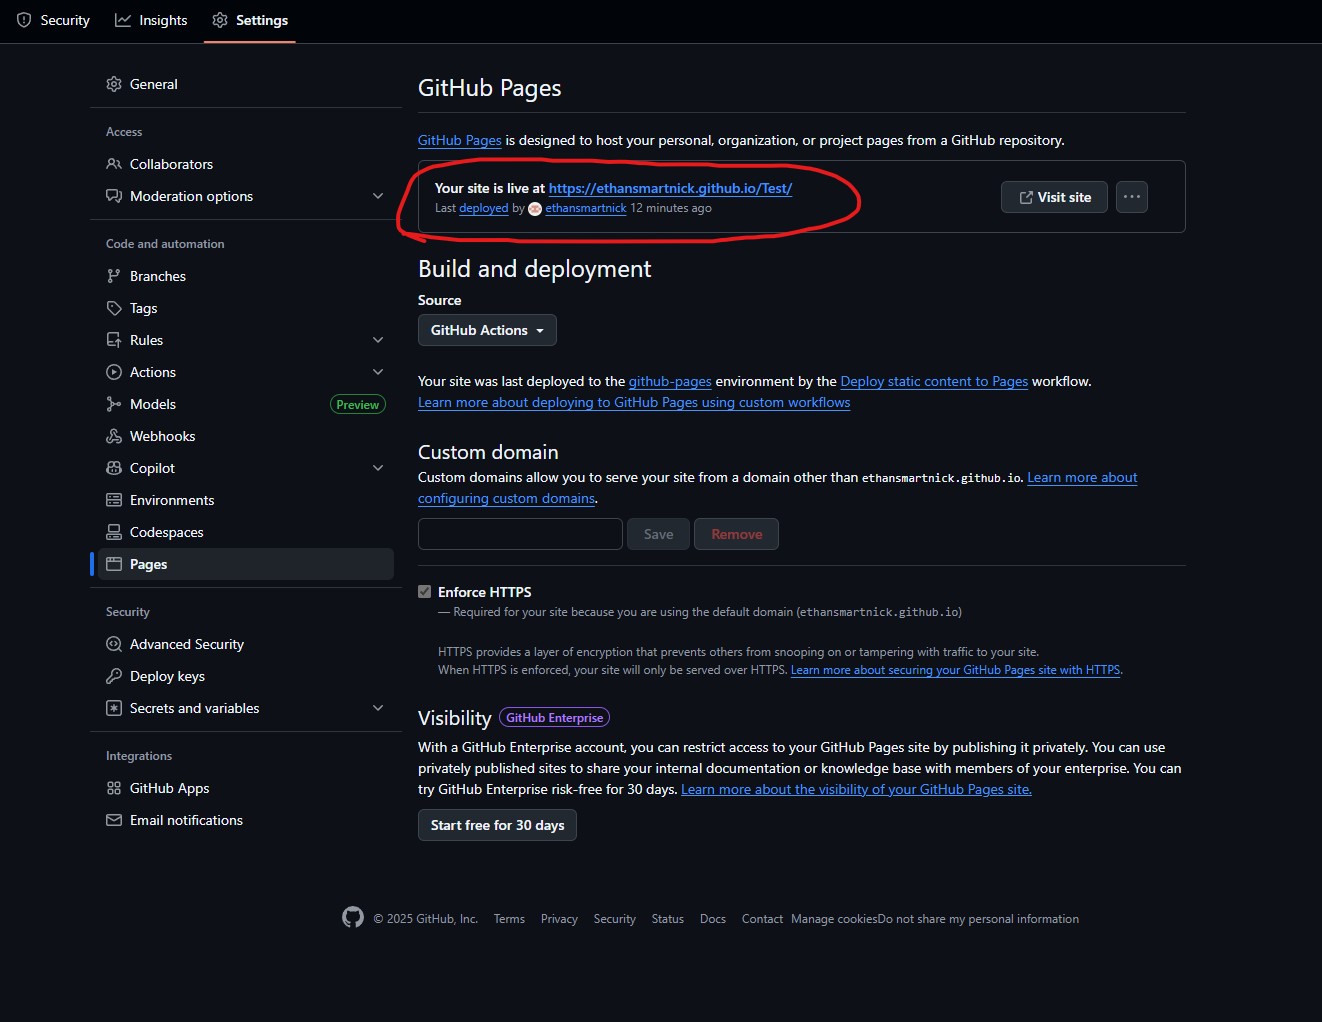 Security Insights Settings
General
Access
Collaborators
Moderation options
Code and automation
Branches
Tags
Rules
Actions
Models Preview
Webhooks
Copilot
Environments
Codespaces
Pages
Security
Advanced Security
Deploy keys
Secrets and variables
Integrations
GitHub Apps
Email notifications
GitHub Pages
GitHub Pages is designed to host your personal, organization, or project pages from a GitHub repository.
Your site is live at https://ethansmartnick.github.io/Test/
Last deployed by ethansmartnick 12 minutes ago
Visit site
Build and deployment
Source
GitHub Actions
Your site was last deployed to the github-pages environment by the Deploy static content to Pages workflow.
Learn more about deploying to GitHub Pages using custom workflows
Custom domain
Custom domains allow you to serve your site from a domain other than ethansmartnick.github.io. Learn more about
configuring custom domains.
Save Remove
Enforce HTTPS
— Required for your site because you are using the default domain (ethansmartnick.github.io)
HTTPS provides a layer of encryption that prevents others from snooping on or tampering with traffic to your site.
When HTTPS is enforced, your site will only be served over HTTPS. Learn more about securing your GitHub Pages site with HTTPS.
Visibility GitHub Enterprise
With a GitHub Enterprise account, you can restrict access to your GitHub Pages site by publishing it privately. You can use
privately published sites to share your internal documentation or knowledge base with members of your enterprise. You can
try GitHub Enterprise risk-free for 30 days. Learn more about the visibility of your GitHub Pages site.
Start free for 30 days
© 2025 GitHub, Inc. Terms Privacy Security Status Docs Contact Manage cookies Do not share my personal information